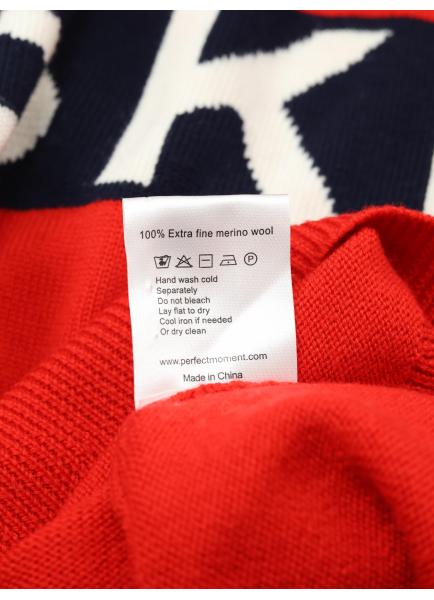 sk
100% Extra fine merino wool
P
Hand wash cold
Separately
Do not bleach
Lay flat to dry
Cool iron if needed
Or dry clean
www.perfectmoment.com
Made in China